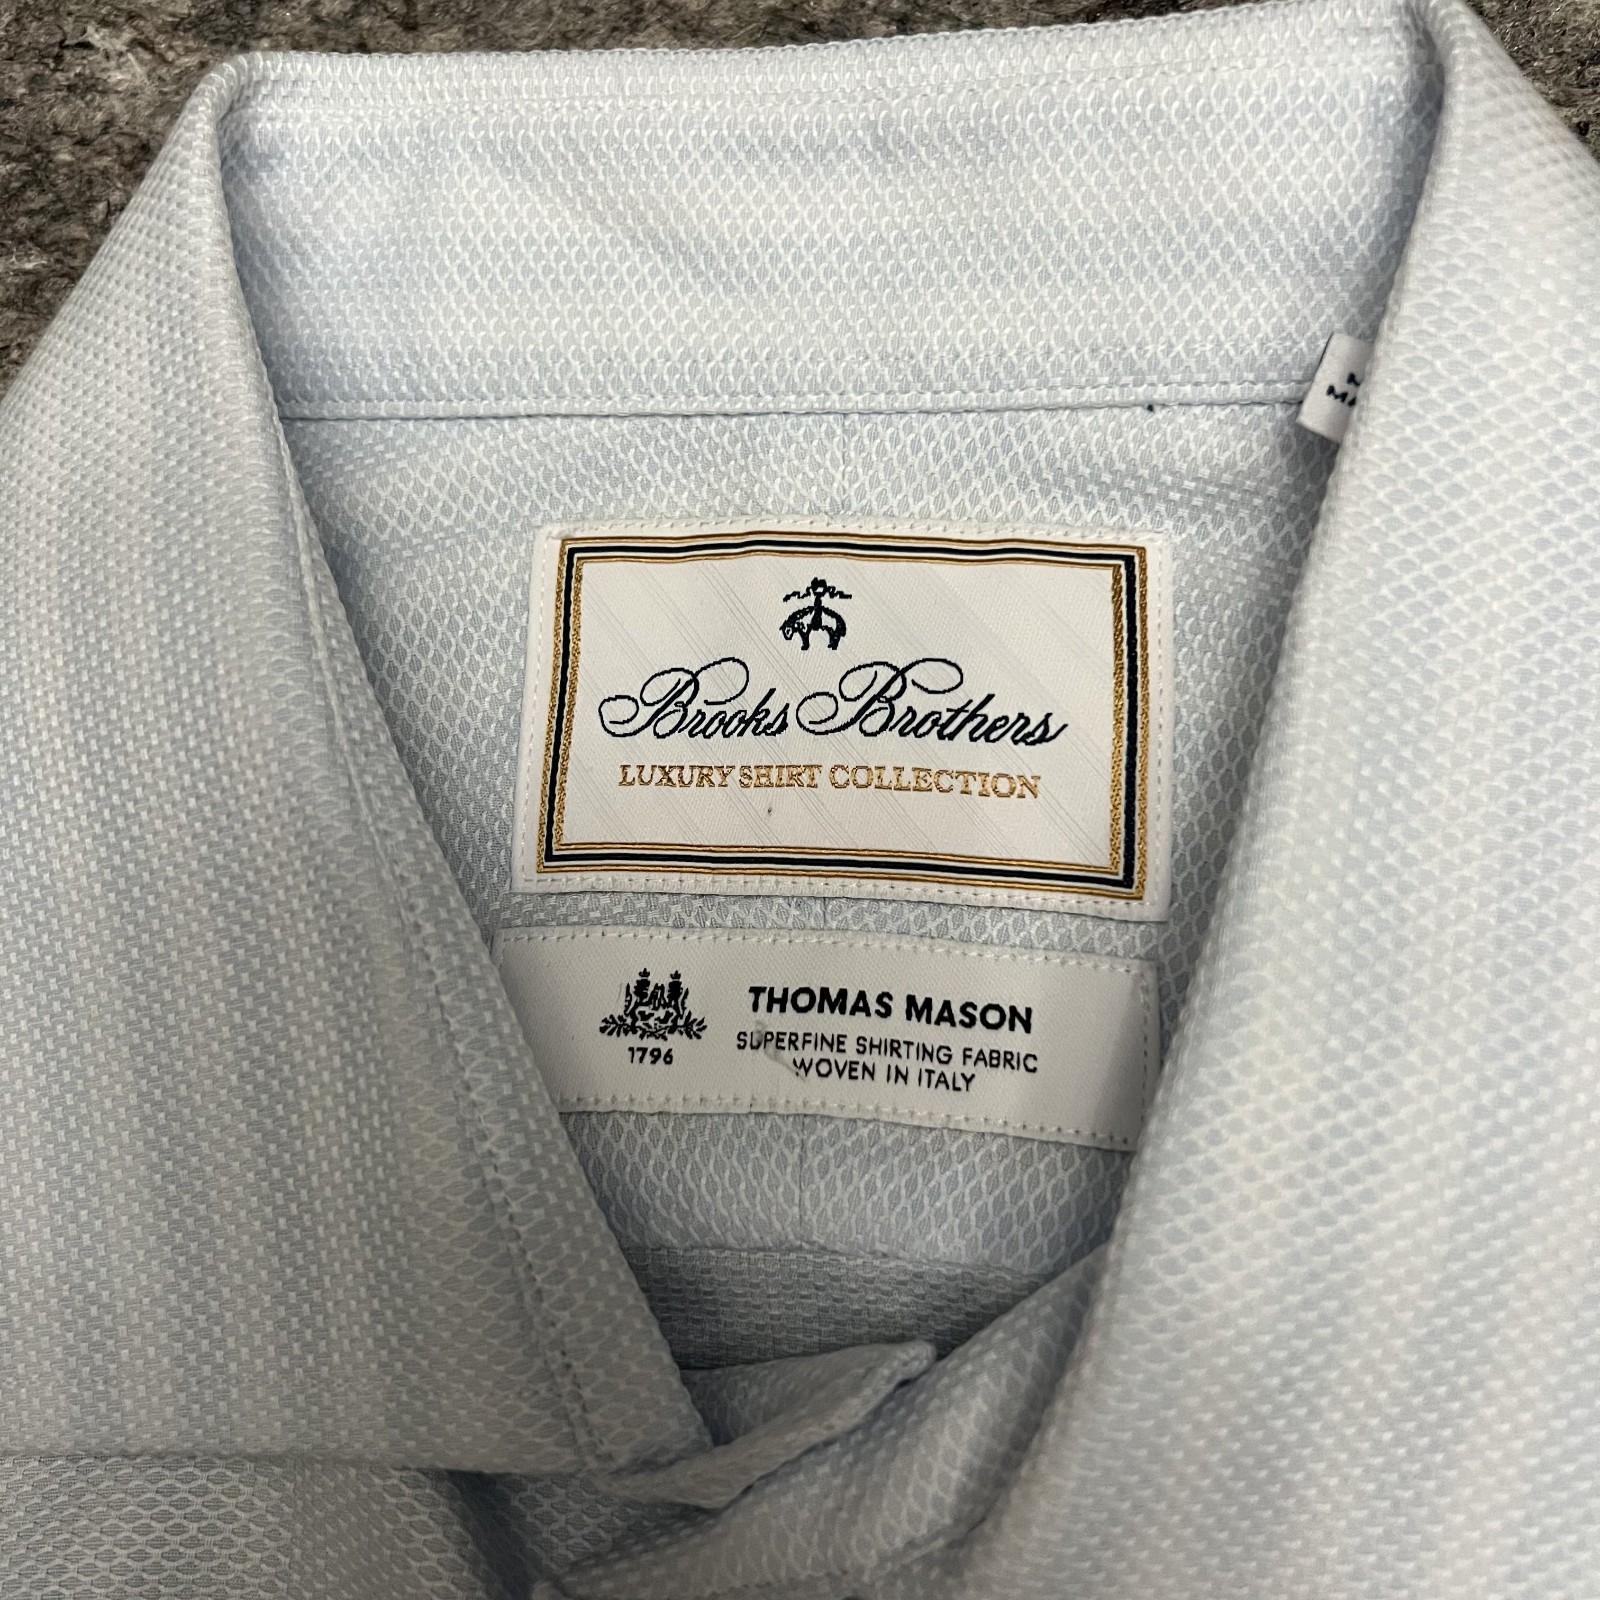 Brooks Brothers
LUXURY SHIRT COLLECTION
THOMAS MASON
SUPERFINE SHIRTING FABRIC
WOVEN IN ITALY
1796